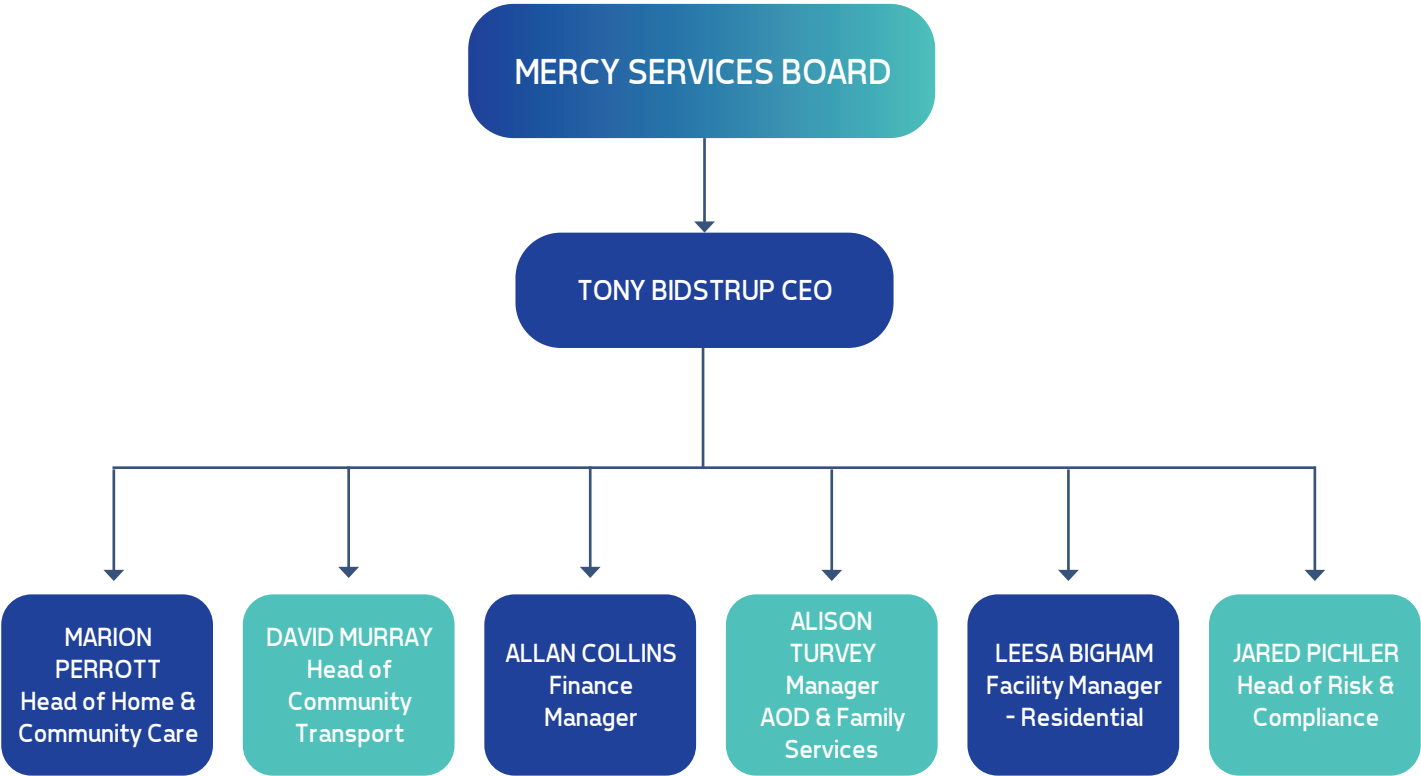 MERCY SERVICES BOARD
TONY BIDSTRUP CEO
MARION
PERROTT
Head of Home &
Community Care
DAVID MURRAY
Head of
Community
Transport
ALLAN COLLINS
Finance
Manager
ALISON
TURVEY
Manager
AOD & Family
Services
LEESA BIGHAM
Facility Manager
- Residential
JARED PICHLER
Head of Risk &
Compliance